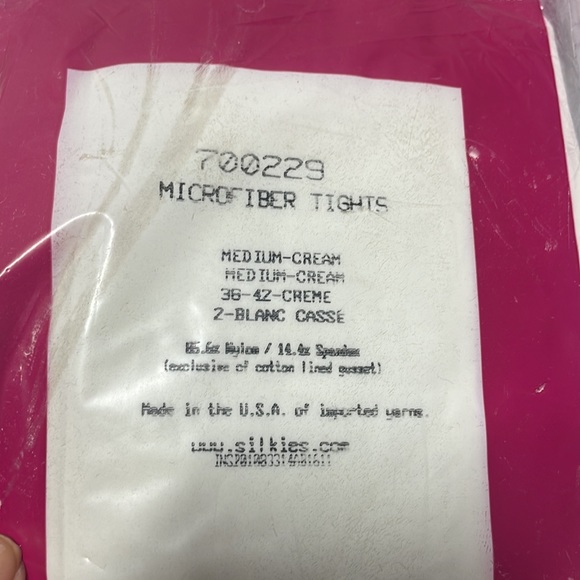 700229
MICROFIBER TIGHTS
MEDIUM-CREAM
MEDIUM-CREAM
36-42-CREME
2-BLANC CASSE
85.6% Nylon / 14.4% Spandex
(exclusive of cotton lined gusset)
Made in the U.S.A. of imported yarns.
www.silkies.com